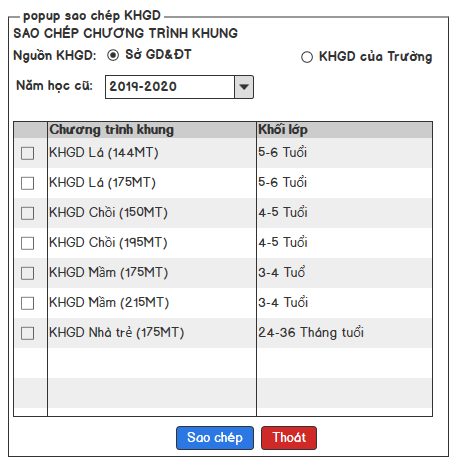 popup sao chép KHGD
SAO CHÉP CHƯƠNG TRÌNH KHUNG
Nguồn KHGD: Sở GD&ĐT KHGD của Trường
Năm học cũ: 2019-2020
Chương trình khung Khối lớp
KHGD Lá (144MT) 5-6 Tuổi
KHGD Lá (175MT) 5-6 Tuổi
KHGD Chồi (150MT) 4-5 Tuổi
KHGD Chồi (195MT) 4-5 Tuổi
KHGD Mầm (175MT) 3-4 Tuổ
KHGD Mầm (215MT) 3-4 Tuổi
KHGD Nhà trẻ (175MT) 24-36 Tháng tuổi
Sao chép Thoát